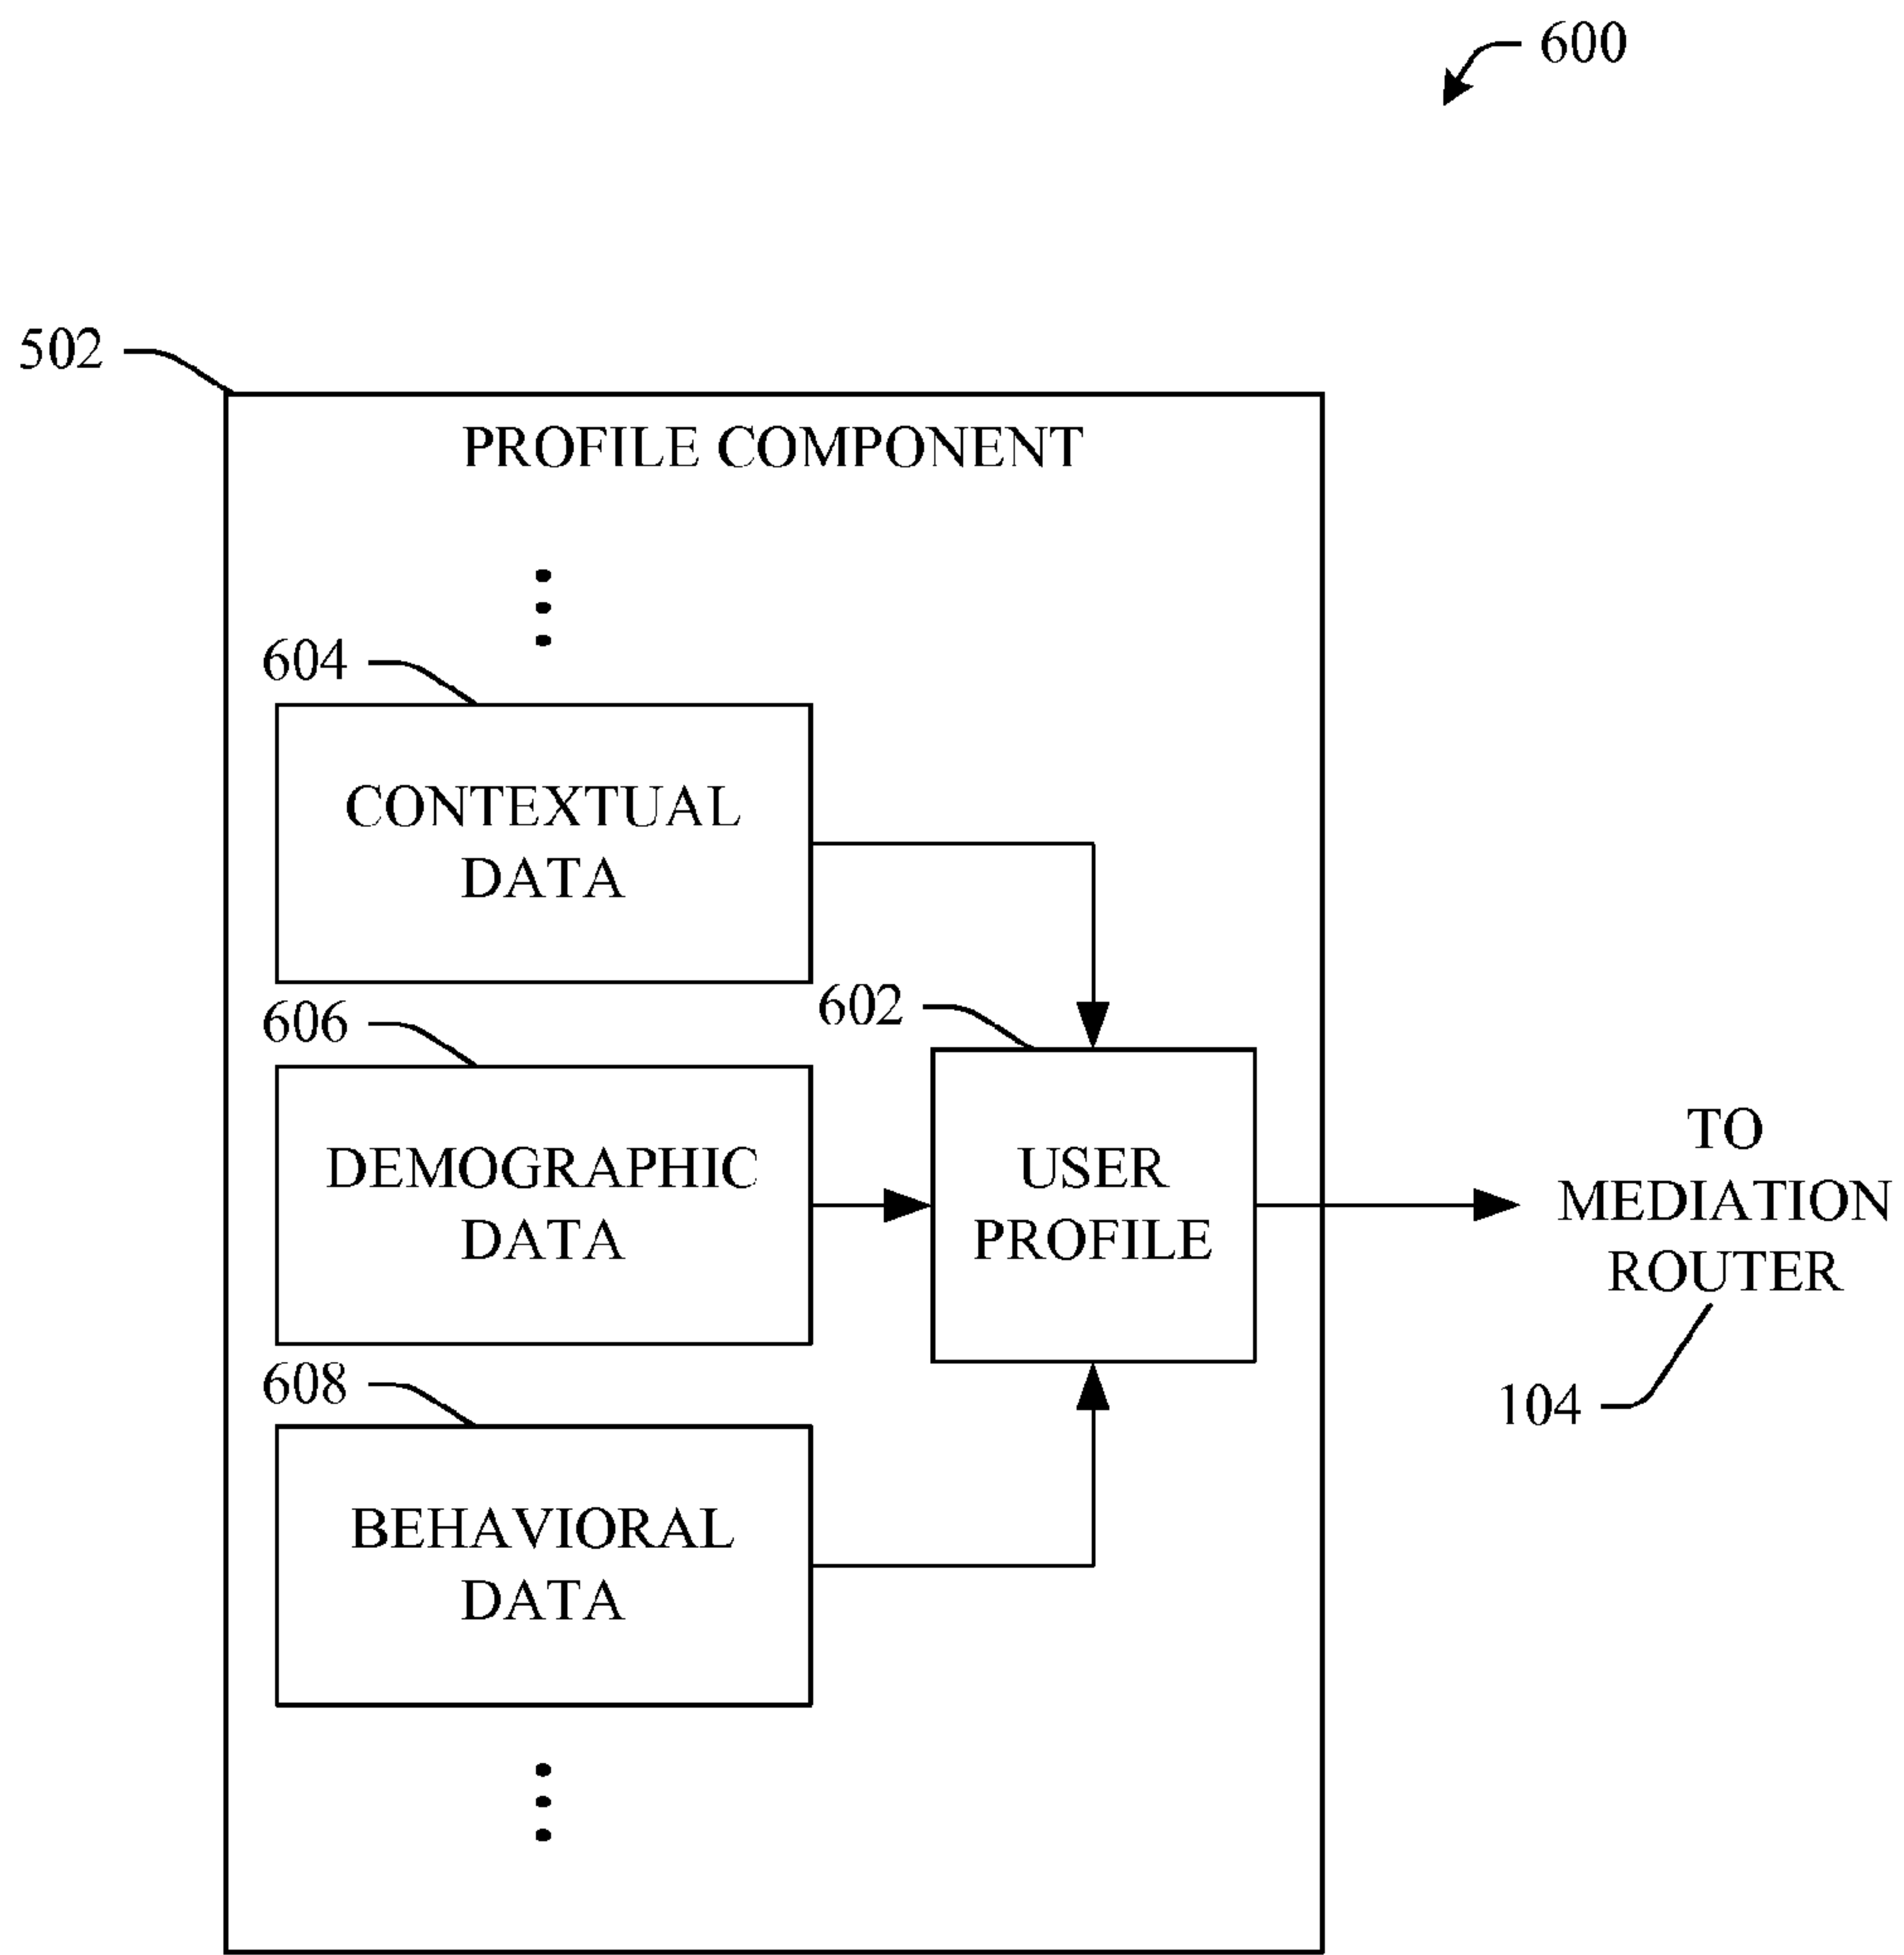 600
502
PROFILE COMPONENT
604
CONTEXTUAL
DATA
602
606
DEMOGRAPHIC
DATA
USER
PROFILE
TO
MEDIATION
ROUTER
104
608
BEHAVIORAL
DATA